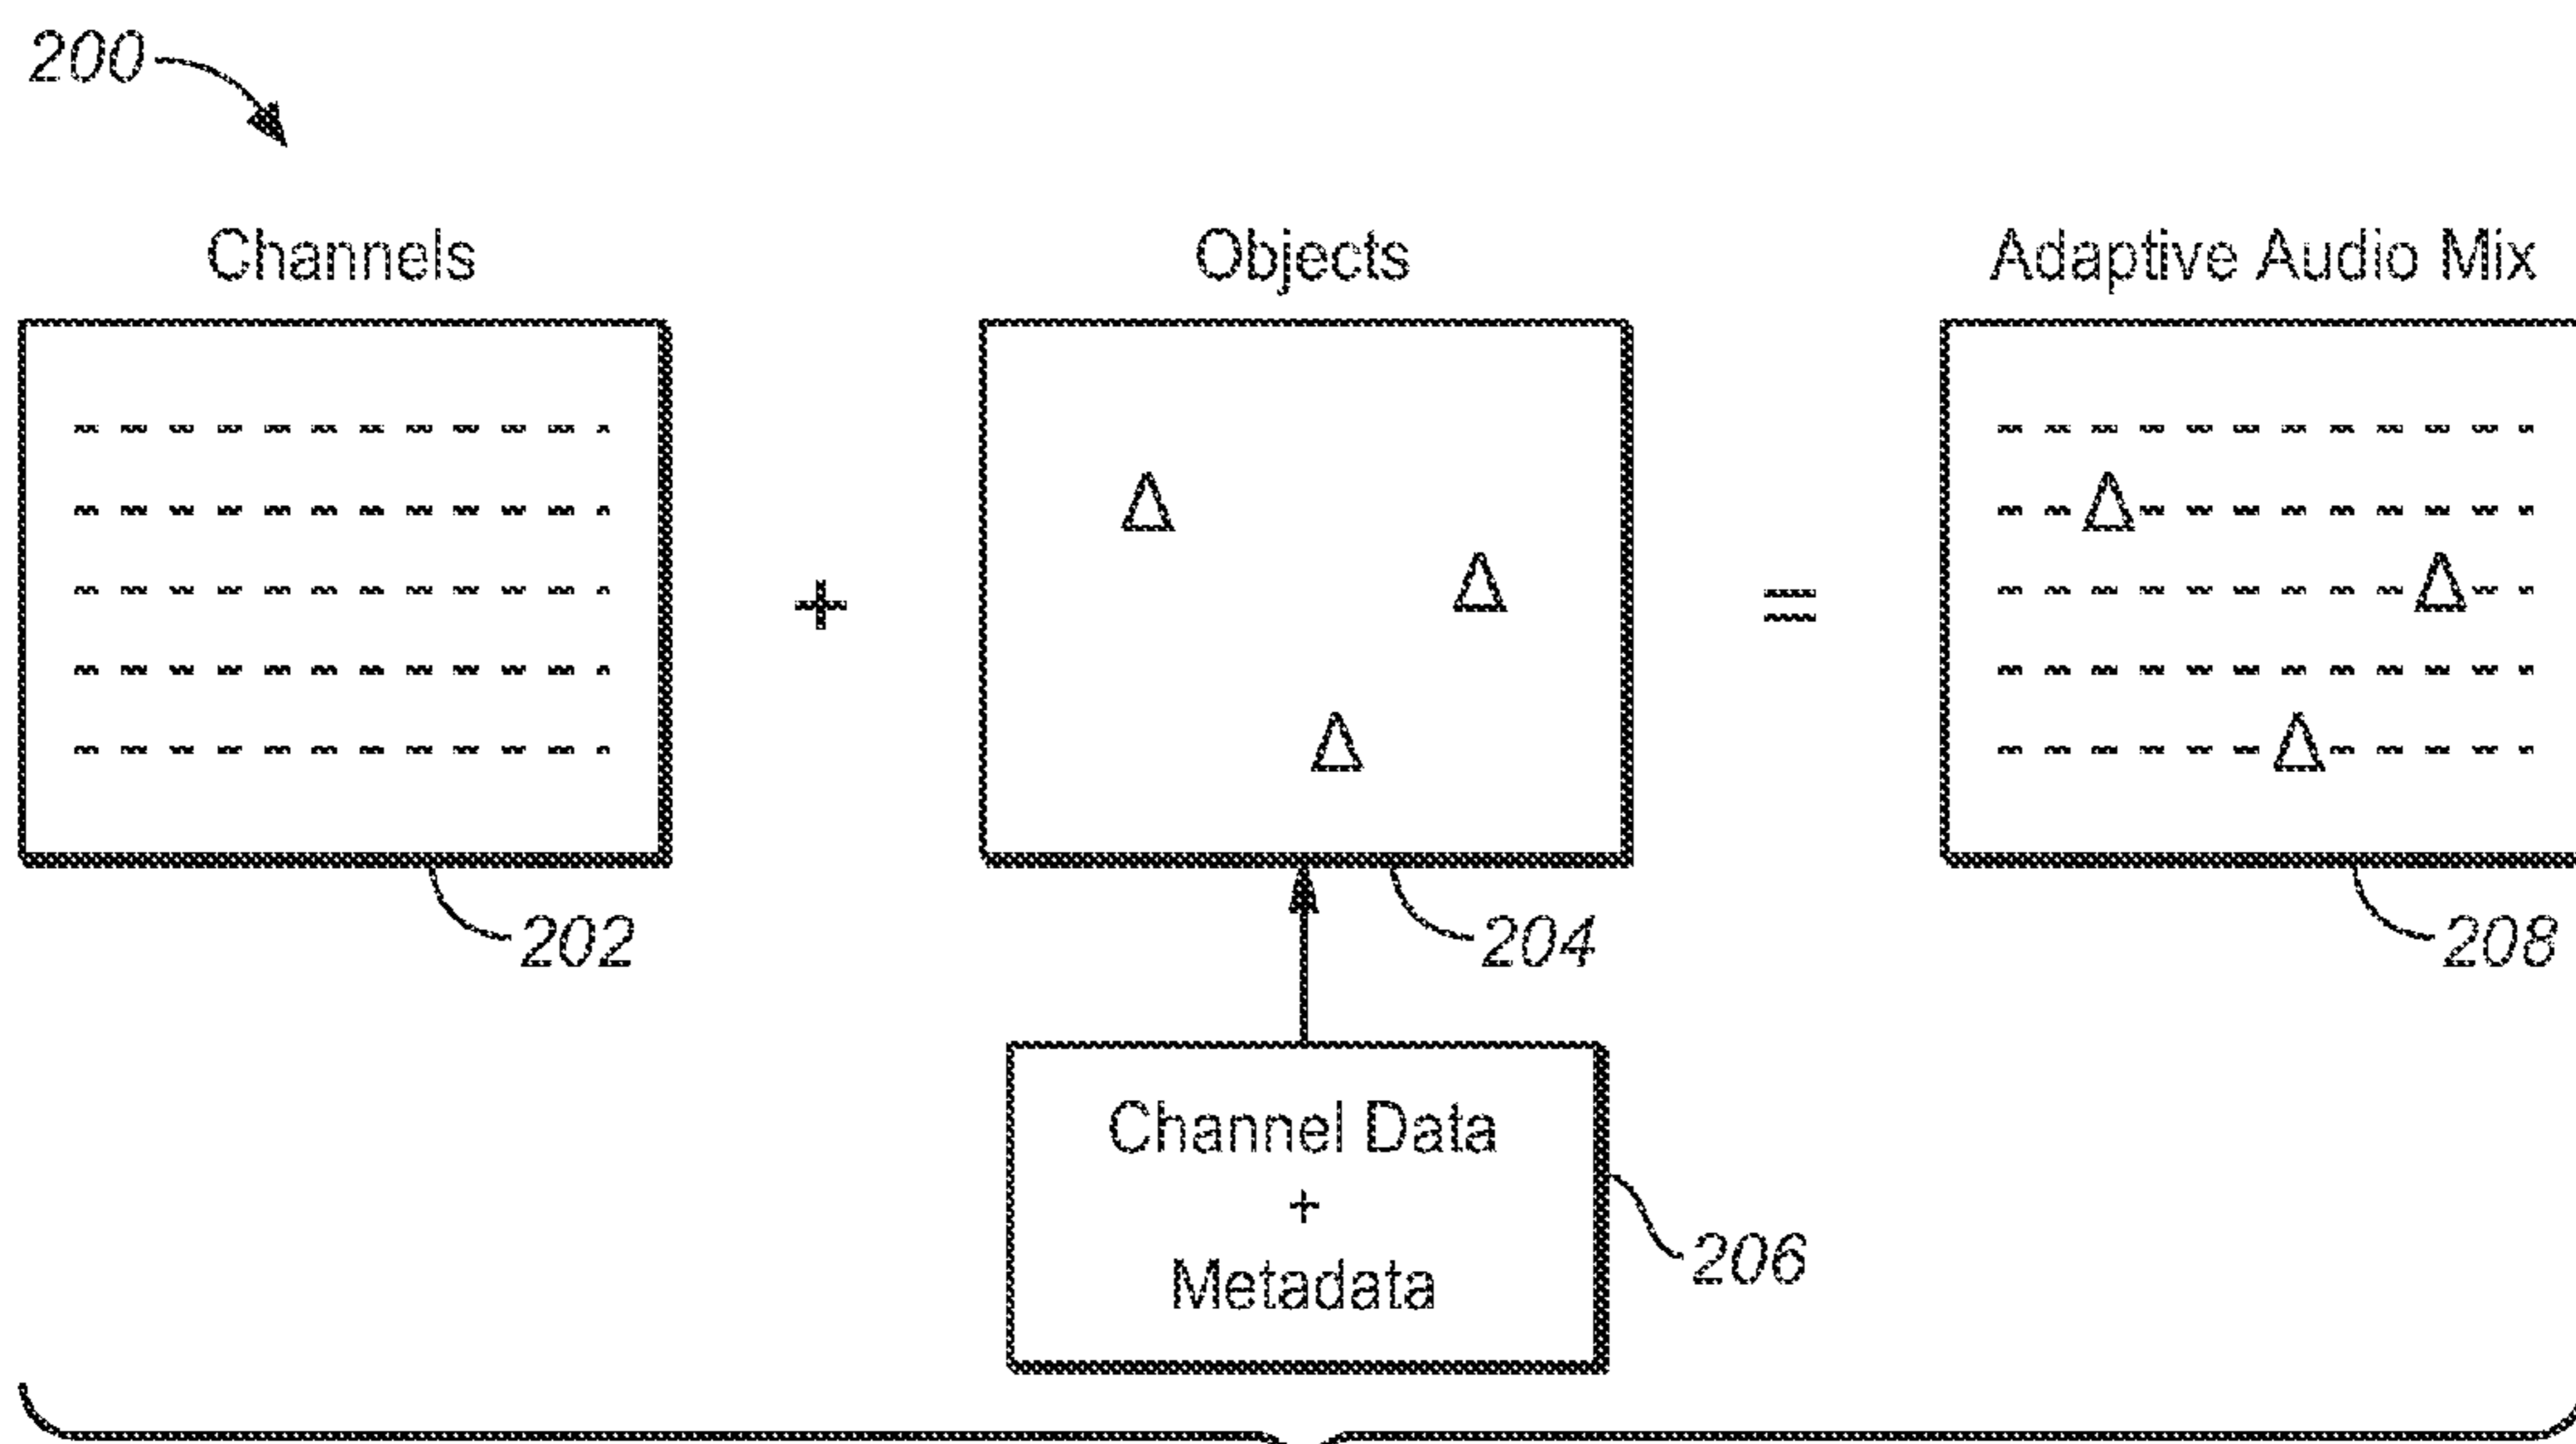 200
Channels
Objects
Adaptive Audio Mix
+
=
202
204
208
Channel Data
+
Metadata
206